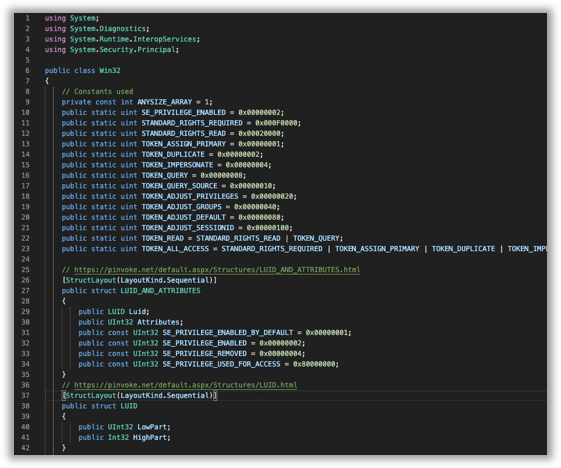 1 using System;
2 using System.Diagnostics;
3 using System.Runtime.InteropServices;
4 using System.Security.Principal;
5
6 public class Win32
7 {
8 // Constants used
9 private const int ANYSIZE_ARRAY = 1;
10 public static uint SE_PRIVILEGE_ENABLED = 0x00000002;
11 public static uint STANDARD_RIGHTS_REQUIRED = 0x000F0000;
12 public static uint STANDARD_RIGHTS_READ = 0x00020000;
13 public static uint TOKEN_ASSIGN_PRIMARY = 0x00000001;
14 public static uint TOKEN_DUPLICATE = 0x00000002;
15 public static uint TOKEN_IMPERSONATE = 0x00000004;
16 public static uint TOKEN_QUERY = 0x00000008;
17 public static uint TOKEN_QUERY_SOURCE = 0x00000010;
18 public static uint TOKEN_ADJUST_PRIVILEGES = 0x00000020;
19 public static uint TOKEN_ADJUST_GROUPS = 0x00000040;
20 public static uint TOKEN_ADJUST_DEFAULT = 0x00000080;
21 public static uint TOKEN_ADJUST_SESSIONID = 0x00000100;
22 public static uint TOKEN_READ = STANDARD_RIGHTS_READ | TOKEN_QUERY;
23 public static uint TOKEN_ALL_ACCESS = STANDARD_RIGHTS_REQUIRED | TOKEN_ASSIGN_PRIMARY | TOKEN_DUPLICATE | TOKEN_IMPE
24
25 // https://pinvoke.net/default.aspx/Structures/LUID_AND_ATTRIBUTES.html
26 [StructLayout(LayoutKind.Sequential)]
27 public struct LUID_AND_ATTRIBUTES
28 {
29 public LUID Luid;
30 public UInt32 Attributes;
31 public const UInt32 SE_PRIVILEGE_ENABLED_BY_DEFAULT = 0x00000001;
32 public const UInt32 SE_PRIVILEGE_ENABLED = 0x00000002;
33 public const UInt32 SE_PRIVILEGE_REMOVED = 0x00000004;
34 public const UInt32 SE_PRIVILEGE_USED_FOR_ACCESS = 0x80000000;
35 }
36 // https://pinvoke.net/default.aspx/Structures/LUID.html
37 [StructLayout(LayoutKind.Sequential)]
38 public struct LUID
39 {
40 public UInt32 LowPart;
41 public Int32 HighPart;
42 }